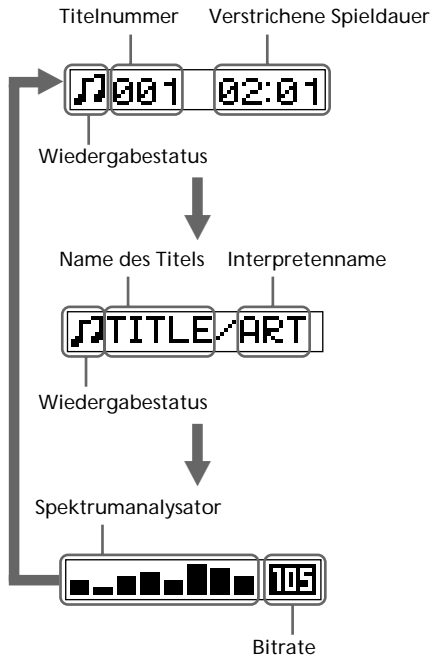 Titelnummer Verstrichene Spieldauer
001 02:01
Wiedergabestatus
Name des Titels Interpretenname
TITLE/ART
Wiedergabestatus
Spektrumanalysator
105
Bitrate